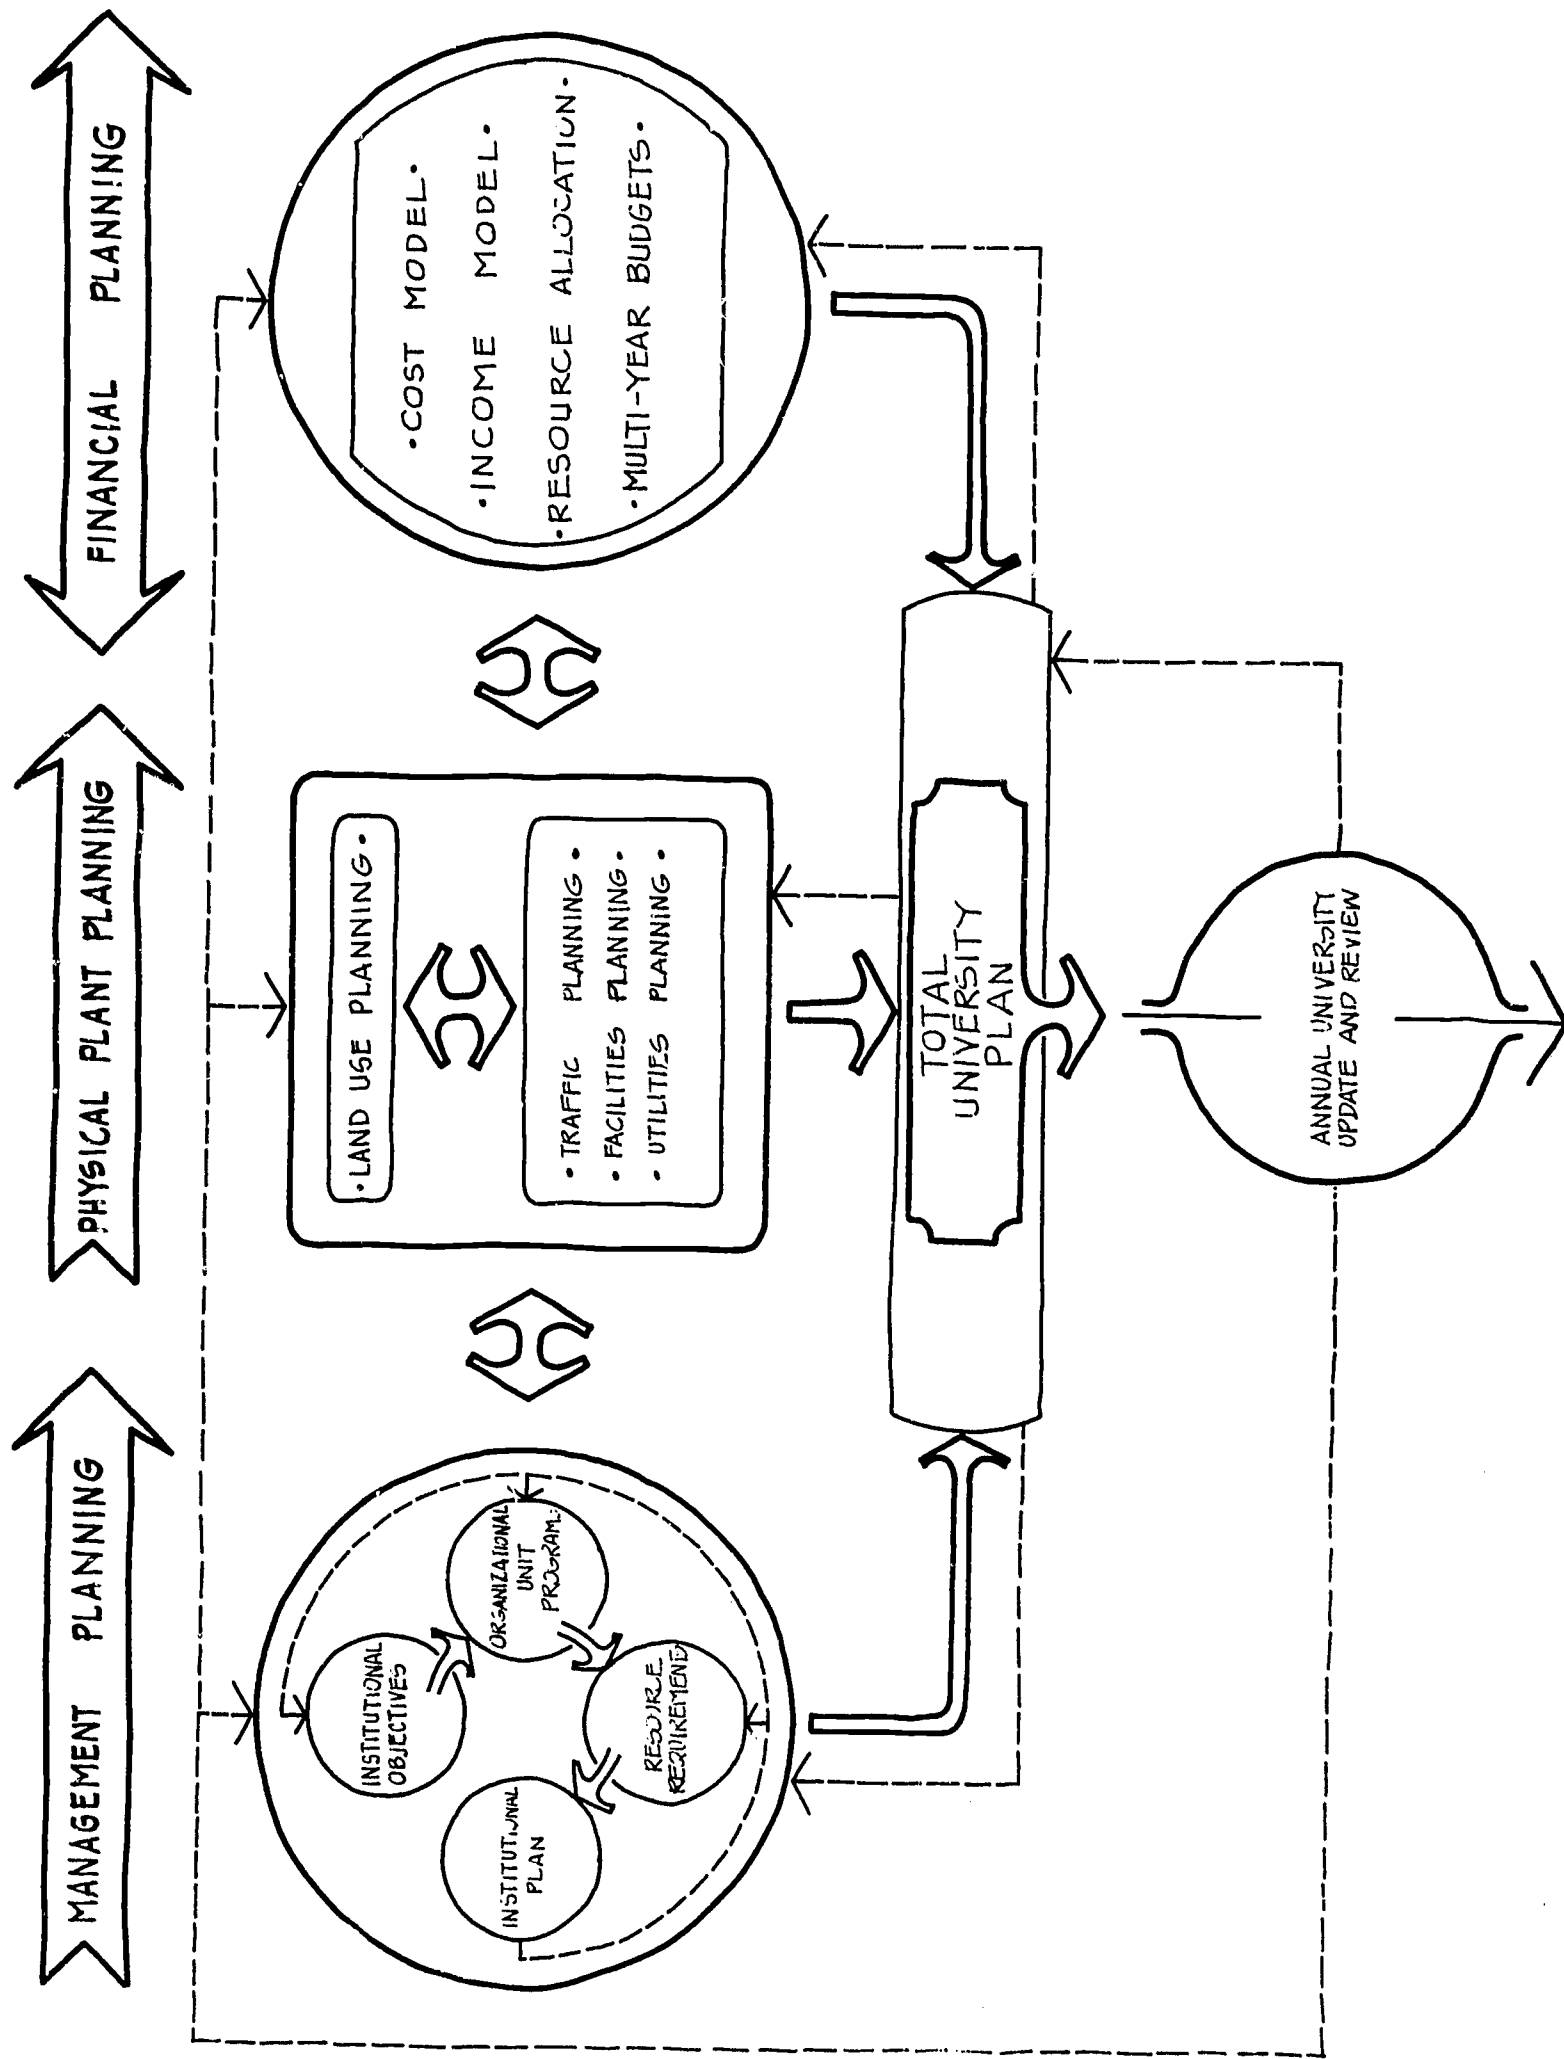 MANAGEMENT PLANNING
PHYSICAL PLANT PLANNING
FINANCIAL PLANNING
INSTITUTIONAL
OBJECTIVES
ORGANIZATIONAL
UNIT
PROGRAM
RESOURCE
REQUIREMENT
INSTITUTIONAL
PLAN
•LAND USE PLANNING•
•TRAFFIC PLANNING•
•FACILITIES PLANNING•
•UTILITIES PLANNING•
•COST MODEL•
•INCOME MODEL•
•RESOURCE ALLOCATION•
•MULTI-YEAR BUDGETS•
TOTAL
UNIVERSITY
PLAN
ANNUAL UNIVERSITY
UPDATE AND REVIEW